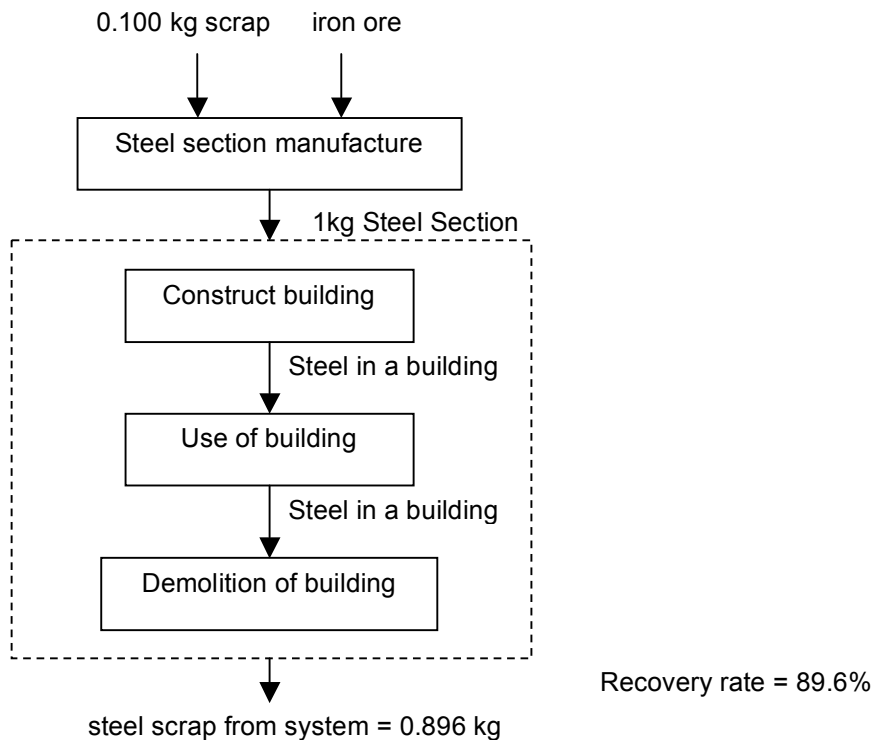 0.100 kg scrap iron ore
Steel section manufacture
1kg Steel Section
Construct building
Steel in a building
Use of building
Steel in a building
Demolition of building
Recovery rate = 89.6%
steel scrap from system = 0.896 kg